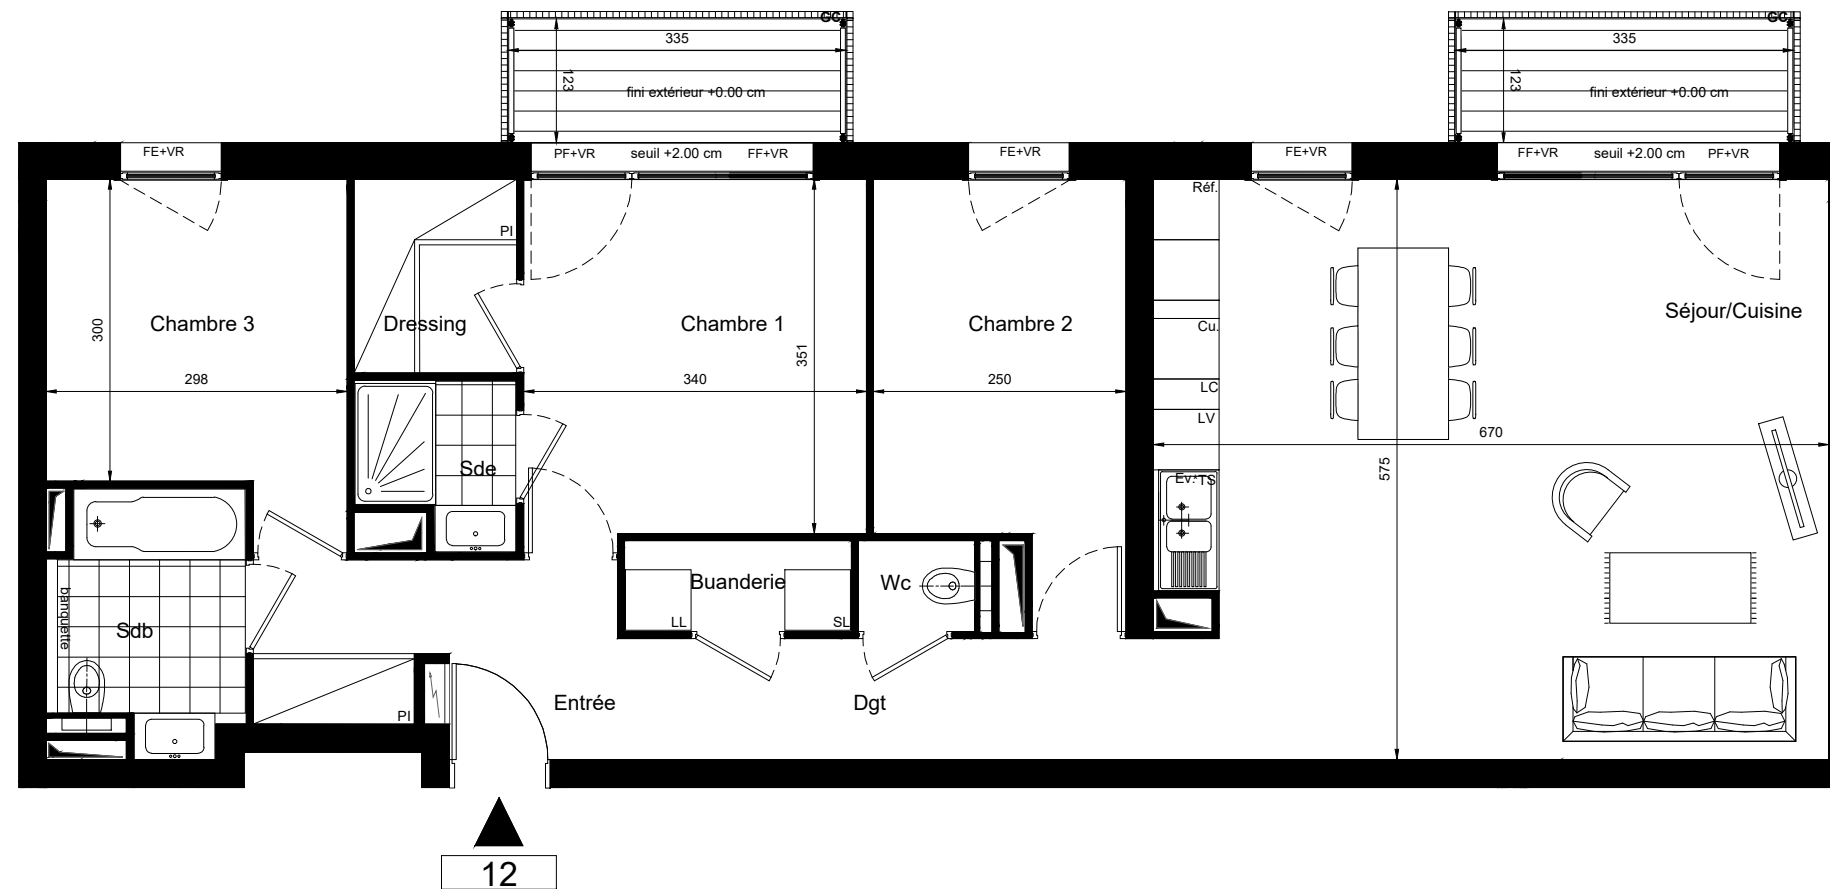 GC
GC
335
335
123
123
fini extérieur +0.00 cm
fini extérieur +0.00 cm
FE+VR
PF+VR
seuil +2.00 cm
FF+VR
FE+VR
FE+VR
FF+VR
seuil +2.00 cm
PF+VR
Réf.
PI
Chambre 3
Dressing
Chambre 1
Chambre 2
Cu.
Séjour/Cuisine
300
351
298
340
250
LC
LV
670
575
Sde
Ev.*TS
Buanderie
Wc
banquette
Sdb
LL
SL
PI
Entrée
Dgt
12